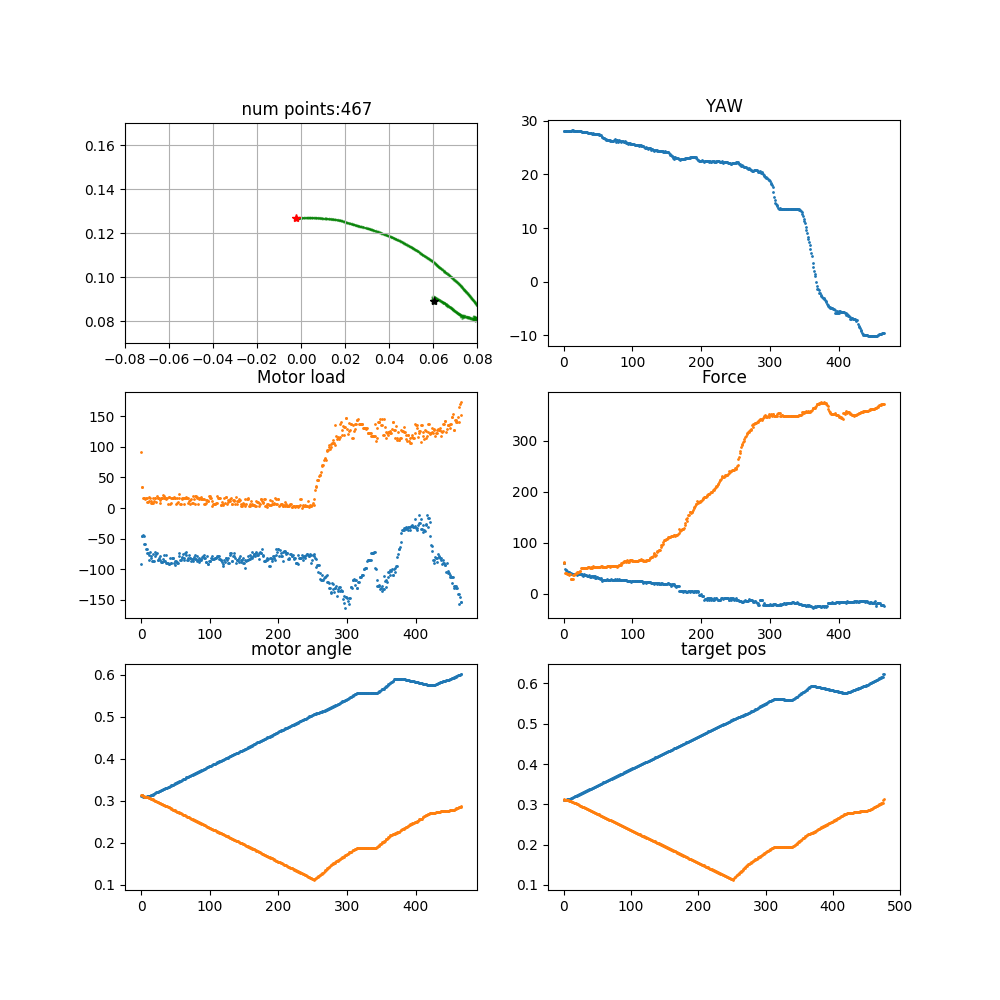 num points:467
YAW
0.16
0.14
0.12
0.10
0.08
−0.08 −0.06 −0.04 −0.02 0.00 0.02 0.04 0.06 0.08
30
20
10
0
−10
0 100 200 300 400
Motor load
Force
150
100
50
0
−50
−100
−150
0 100 200 300 400
300
200
100
0
0 100 200 300 400
motor angle
target pos
0.6
0.5
0.4
0.3
0.2
0.1
0 100 200 300 400
0.6
0.5
0.4
0.3
0.2
0.1
0 100 200 300 400 500